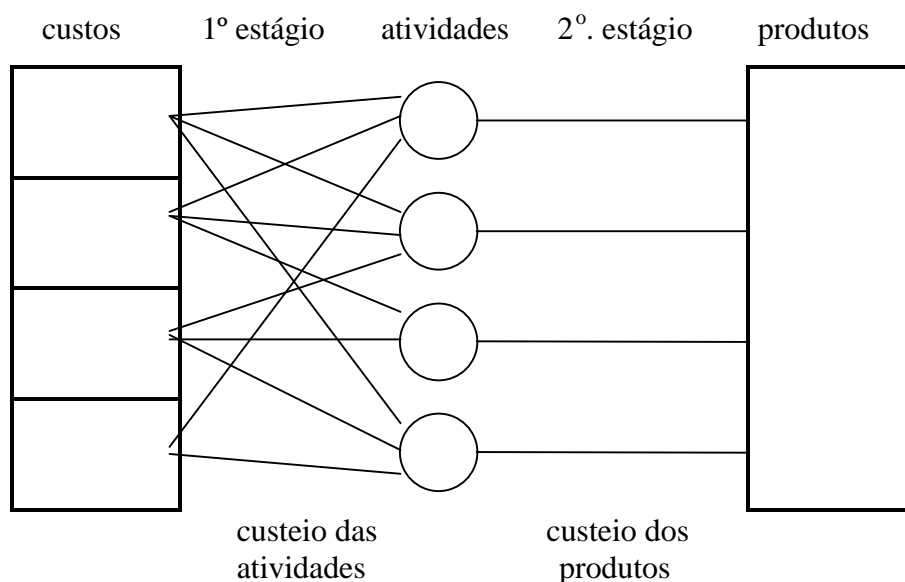 custos 1º estágio atividades 2º. estágio produtos
custeio das custeio dos
atividades produtos